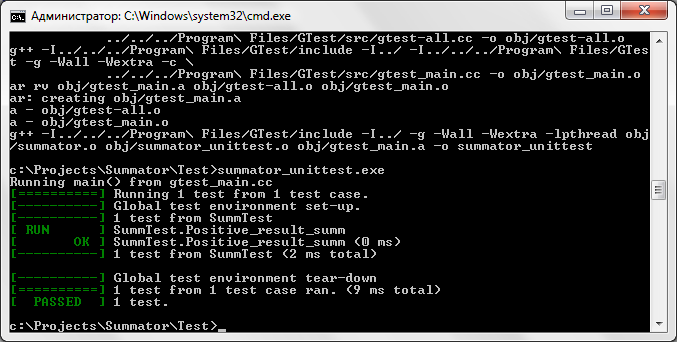 Администратор: C:\Windows\system32\cmd.exe
../../../Program\ Files/GTest/src/gtest-all.cc -o obj/gtest-all.o
g++ -I../../../Program\ Files/GTest/include -I../ -I../../../Program\ Files/GTes
t -g -Wall -Wextra -c \
../../../Program\ Files/GTest/src/gtest_main.cc -o obj/gtest_main.o
ar rv obj/gtest_main.a obj/gtest-all.o obj/gtest_main.o
ar: creating obj/gtest_main.a
a - obj/gtest-all.o
a - obj/gtest_main.o
g++ -I../../../Program\ Files/GTest/include -I../ -g -Wall -Wextra -lpthread obj
/summator.o obj/summator_unittest.o obj/gtest_main.a -o summator_unittest
c:\Projects\Summator\Test>summator_unittest.exe
Running main() from gtest_main.cc
[==========] Running 1 test from 1 test case.
[----------] Global test environment set-up.
[----------] 1 test from SummTest
[ RUN      ] SummTest.Positive_result_summ
[       OK ] SummTest.Positive_result_summ (0 ms)
[----------] 1 test from SummTest (2 ms total)
[----------] Global test environment tear-down
[==========] 1 test from 1 test case ran. (9 ms total)
[  PASSED  ] 1 test.
c:\Projects\Summator\Test>_